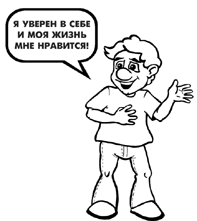 Я УВЕРЕН В СЕБЕ
И МОЯ ЖИЗНЬ
МНЕ НРАВИТСЯ!